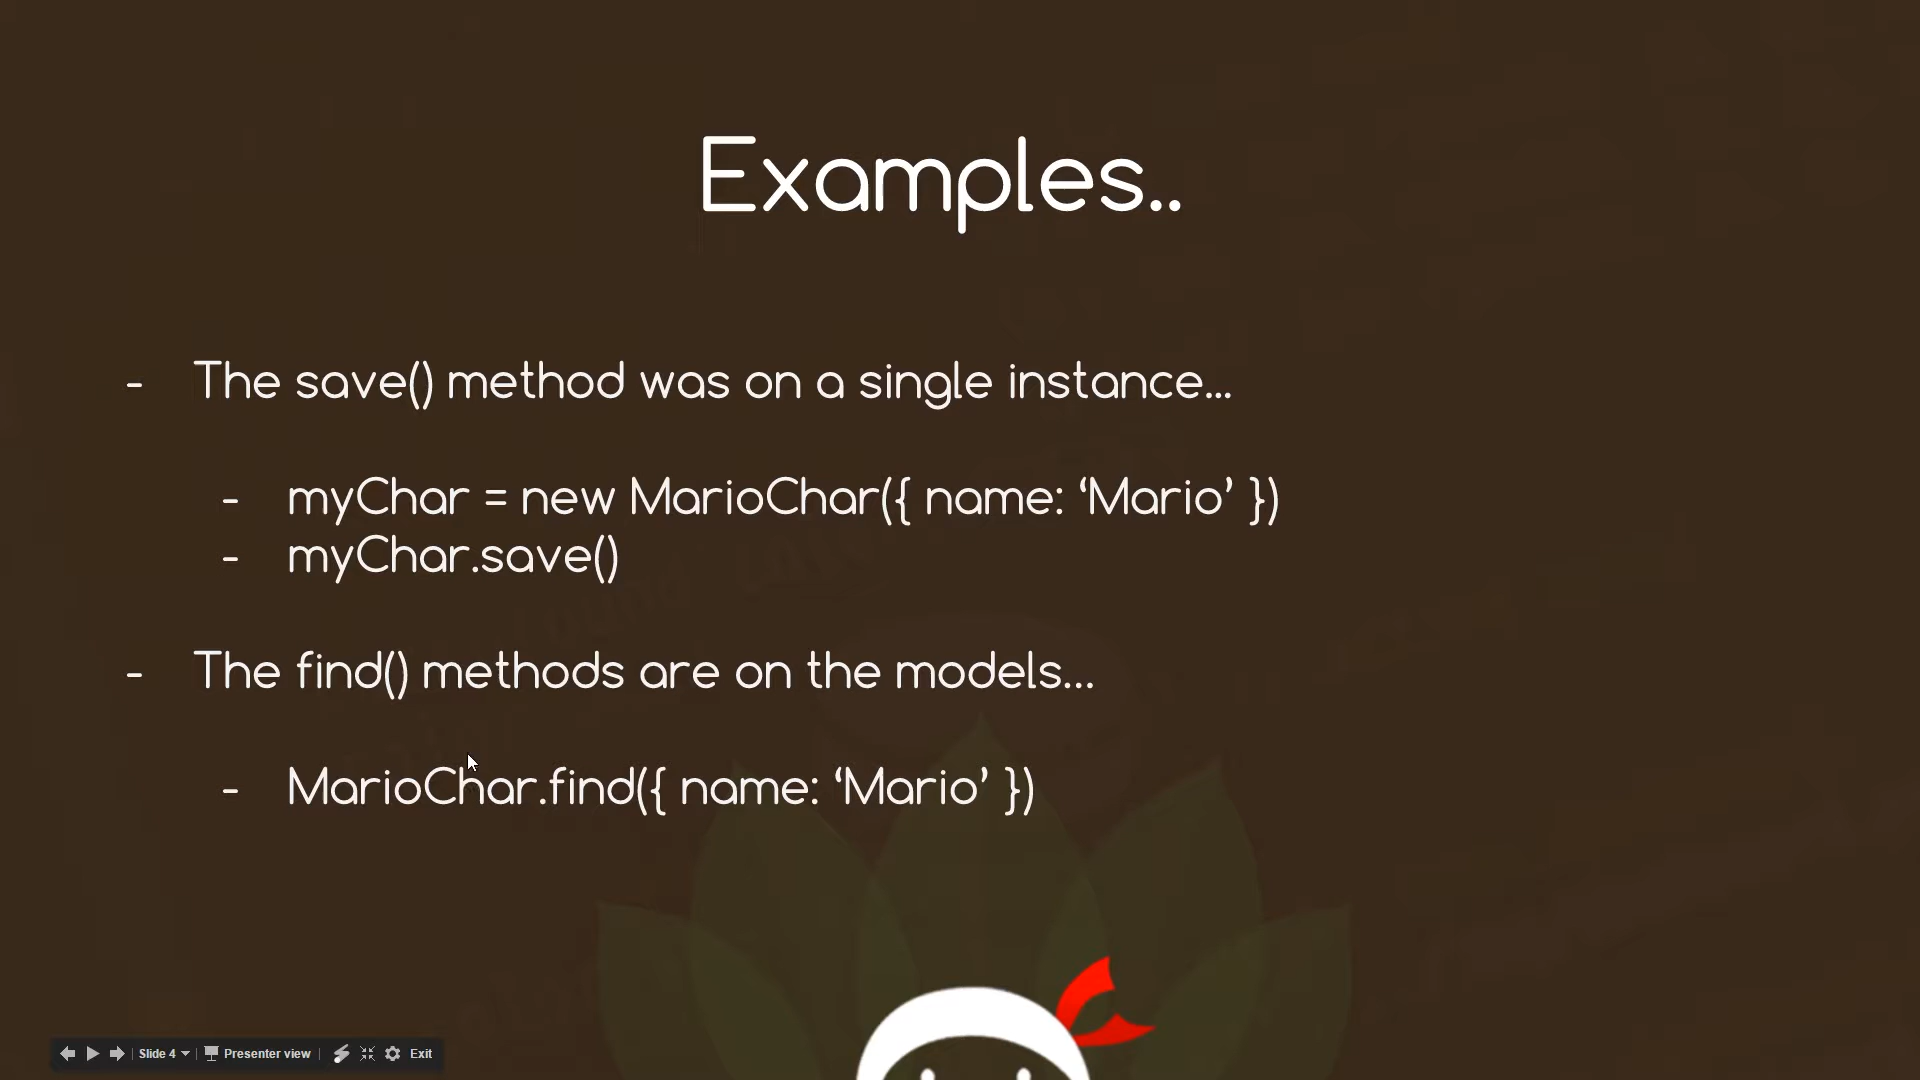 Examples..
- The save() method was on a single instance...
- myChar = new MarioChar({ name: ‘Mario’ })
- myChar.save()
- The find() methods are on the models...
- MarioChar.find({ name: ‘Mario’ })
Slide 4 Presenter view Exit